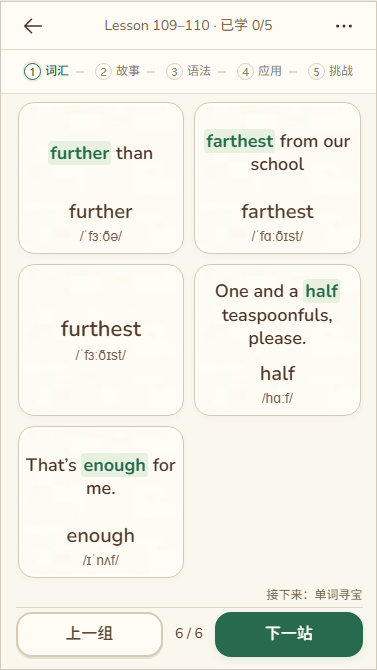 Lesson 109–110 · 已学 0/5
1 词汇 – 2 故事 – 3 语法 – 4 应用 – 5 挑战
further than
further
/ˈfɜːðə/
farthest from our
school
farthest
/ˈfɑːðɪst/
furthest
/ˈfɜːðɪst/
One and a half
teaspoonfuls,
please.
half
/hɑːf/
That’s enough for
me.
enough
/ɪˈnʌf/
接下来：单词寻宝
上一组
6 / 6
下一站